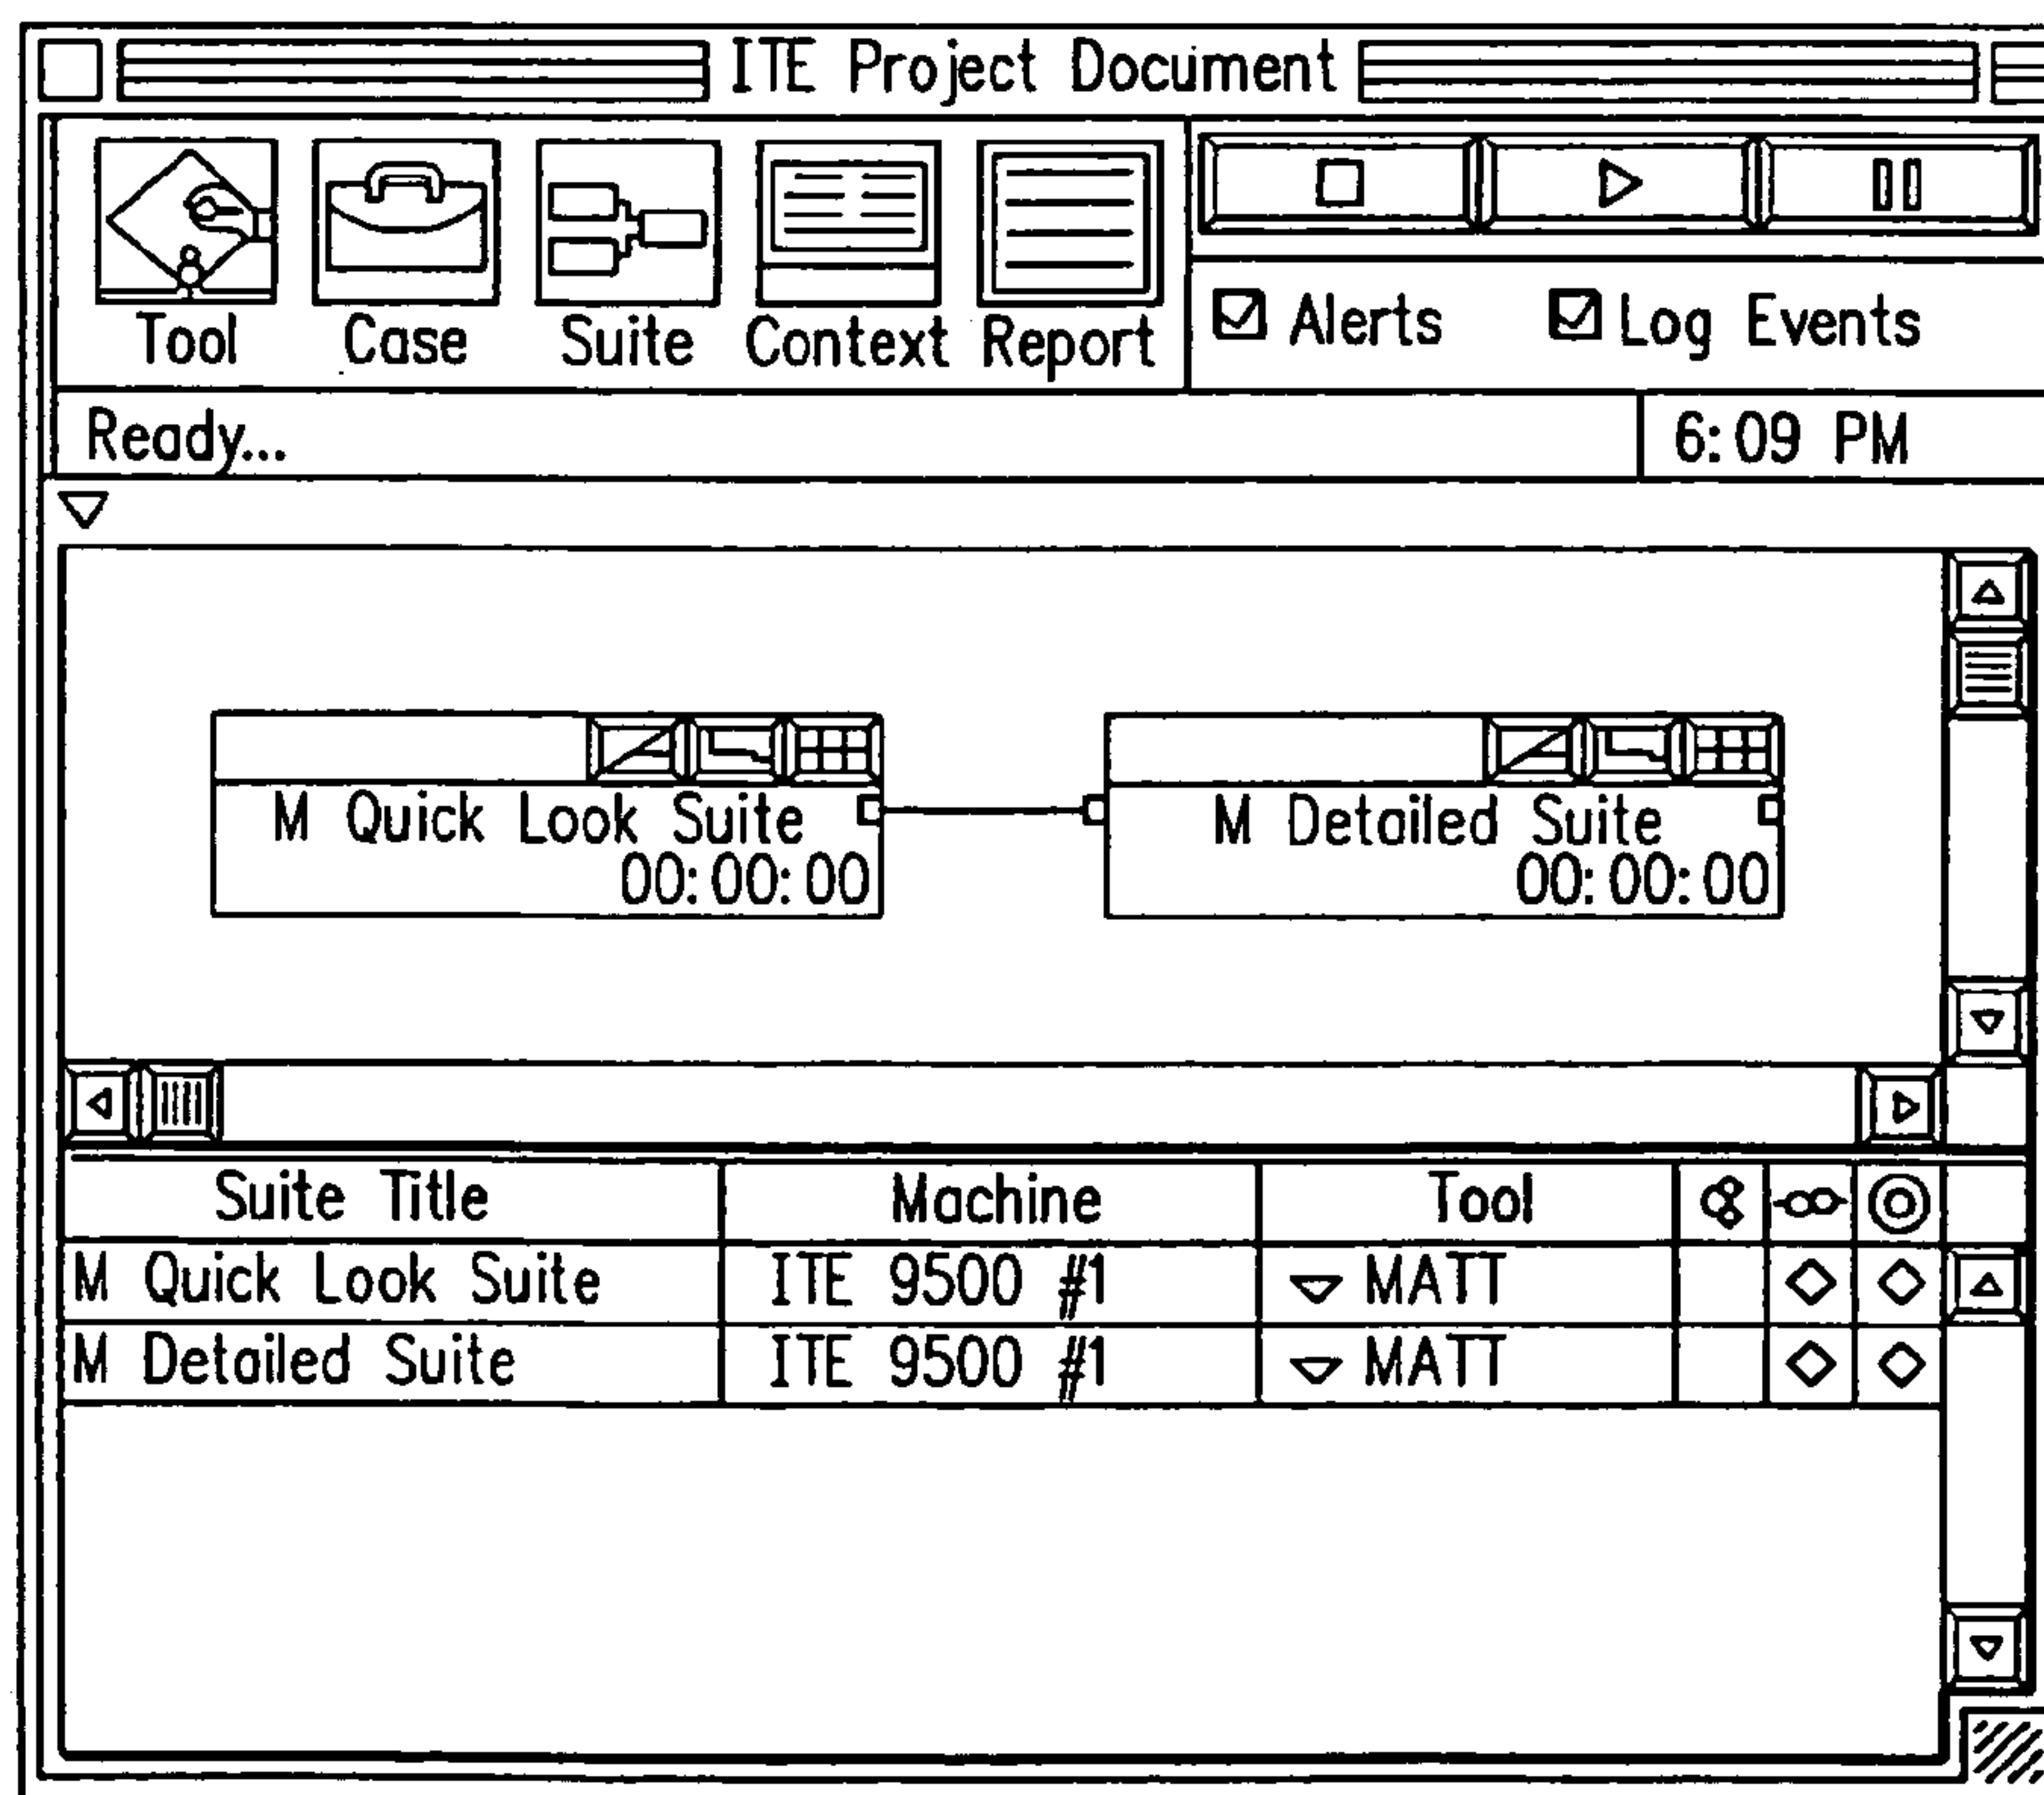 ITE Project Document
Tool Case Suite Context Report
Alerts Log Events
Ready... 6:09 PM
M Quick Look Suite
00:00:00
M Detailed Suite
00:00:00
Suite Title Machine Tool
M Quick Look Suite ITE 9500 #1 MATT
M Detailed Suite ITE 9500 #1 MATT